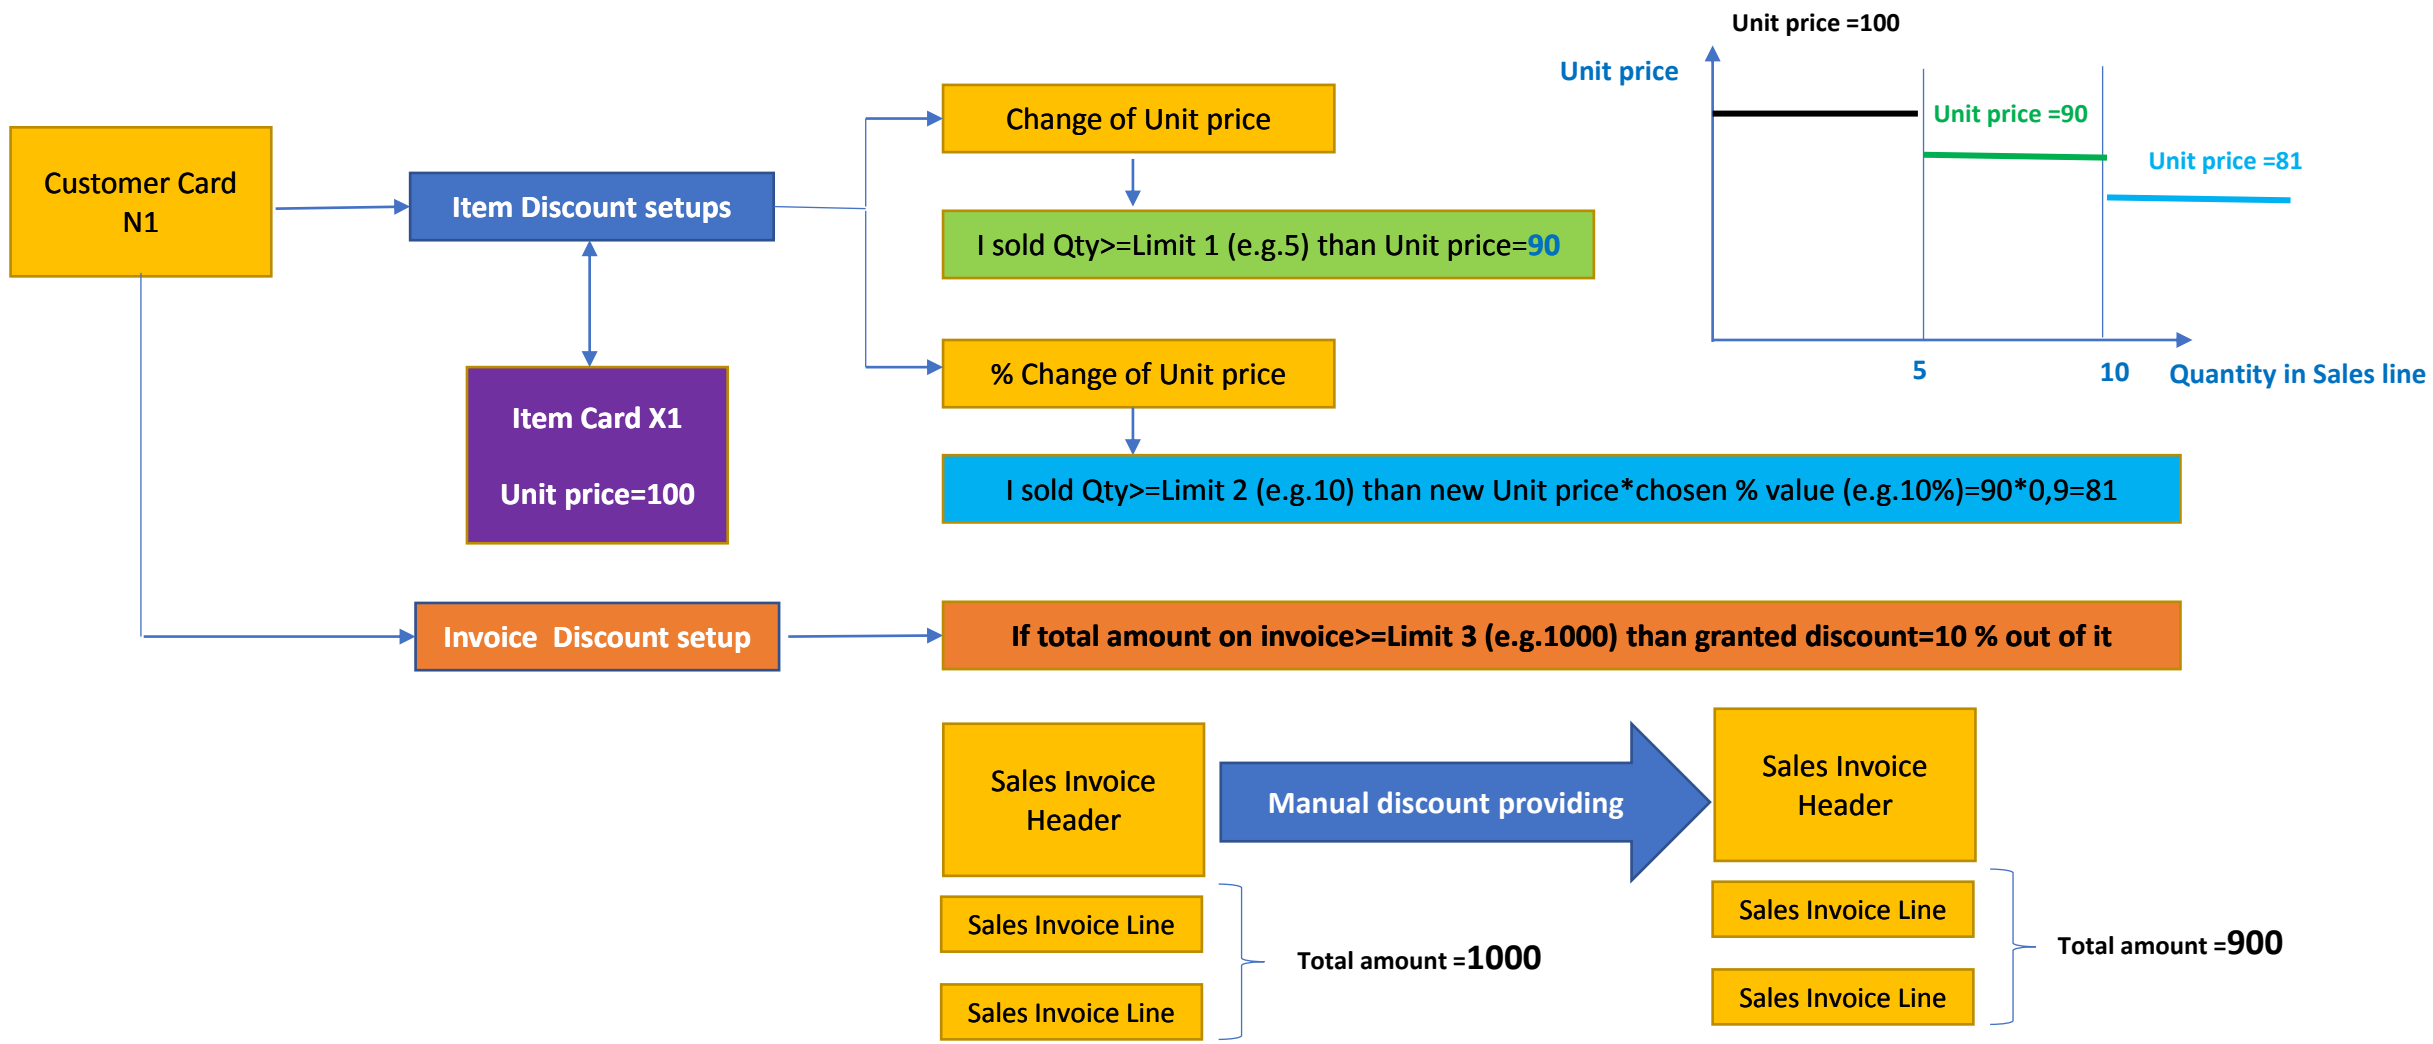 Unit price =100
Unit price
Change of Unit price
Unit price =90
Customer Card
N1
Item Discount setups
Unit price =81
I sold Qty>=Limit 1 (e.g.5) than Unit price=90
% Change of Unit price
5
10
Quantity in Sales line
Item Card X1
Unit price=100
I sold Qty>=Limit 2 (e.g.10) than new Unit price*chosen % value (e.g.10%)=90*0,9=81
Invoice  Discount setup
If total amount on invoice>=Limit 3 (e.g.1000) than granted discount=10 % out of it
Sales Invoice
Header
Manual discount providing
Sales Invoice
Header
Sales Invoice Line
Sales Invoice Line
Total amount =1000
Sales Invoice Line
Sales Invoice Line
Total amount =900